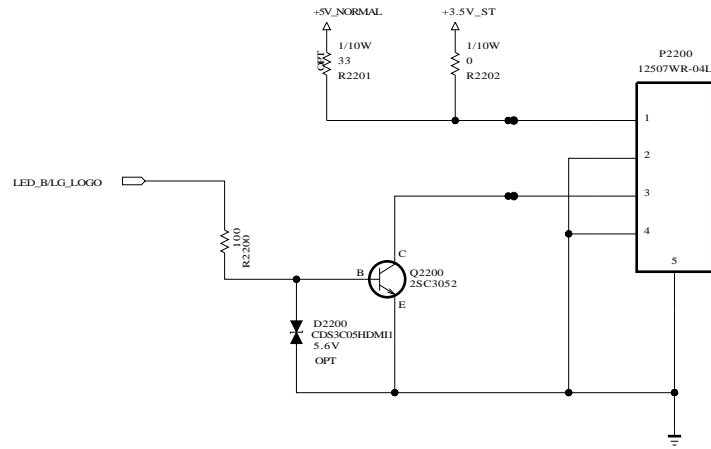 +5V_NORMAL
+3.5V_ST
1/10W
33
R2201
OPT
1/10W
0
R2202
P2200
12507WR-04L
1
2
3
4
5
LED_B/LG_LOGO
100
R2200
C
B
Q2200
2SC3052
E
D2200
CDS3C05HDMI1
5.6V
OPT